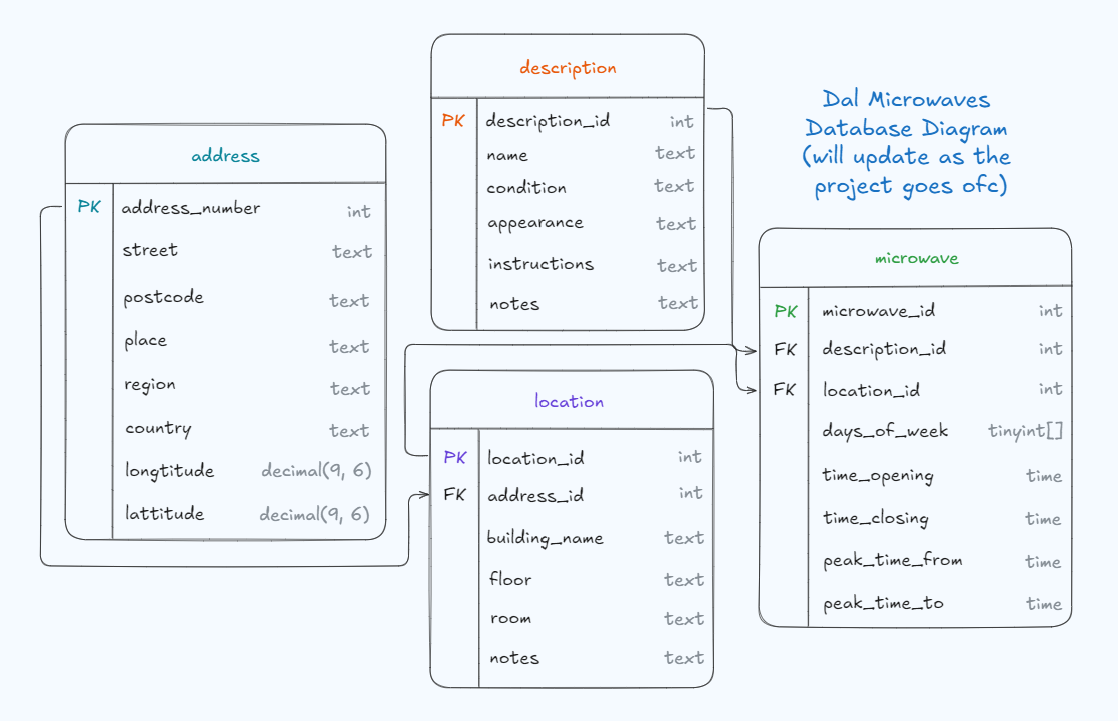 Dal Microwaves
Database Diagram
(will update as the
project goes ofc)
address
PK address_number int
street text
postcode text
place text
region text
country text
longtitude decimal(9, 6)
lattitude decimal(9, 6)
description
PK description_id int
name text
condition text
appearance text
instructions text
notes text
location
PK location_id int
FK address_id int
building_name text
floor text
room text
notes text
microwave
PK microwave_id int
FK description_id int
FK location_id int
days_of_week tinyint[]
time_opening time
time_closing time
peak_time_from time
peak_time_to time